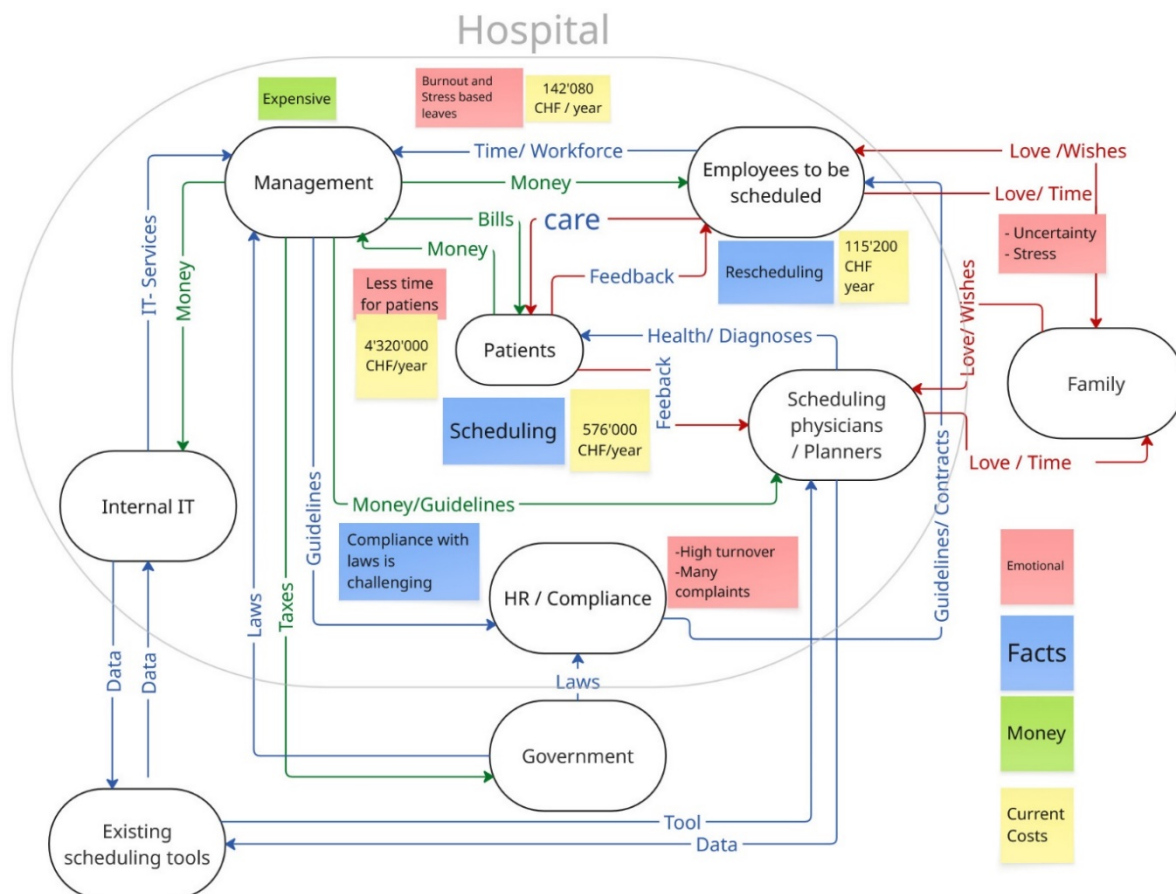 Hospital
Expensive
Burnout and
Stress based
leaves
142'080
CHF / year
Management
Time/ Workforce
Money
Employees to be
scheduled
Love /Wishes
Love/ Time
- Uncertainty
- Stress
Bills
Money
care
Feedback
Rescheduling
115'200
CHF
year
IT- Services
Money
Less time
for patiens
4'320'000
CHF/year
Patients
Health/ Diagnoses
Feeback
Love/ Wishes
Family
Scheduling
576'000
CHF/year
Scheduling
physicians
/ Planners
Love / Time
Internal IT
Guidelines
Money/Guidelines
Guidelines/ Contracts
Compliance with
laws is
challenging
HR / Compliance
-High turnover
-Many
complaints
Emotional
Laws
Taxes
Facts
Data
Data
Laws
Government
Money
Existing
scheduling tools
Tool
Data
Current
Costs